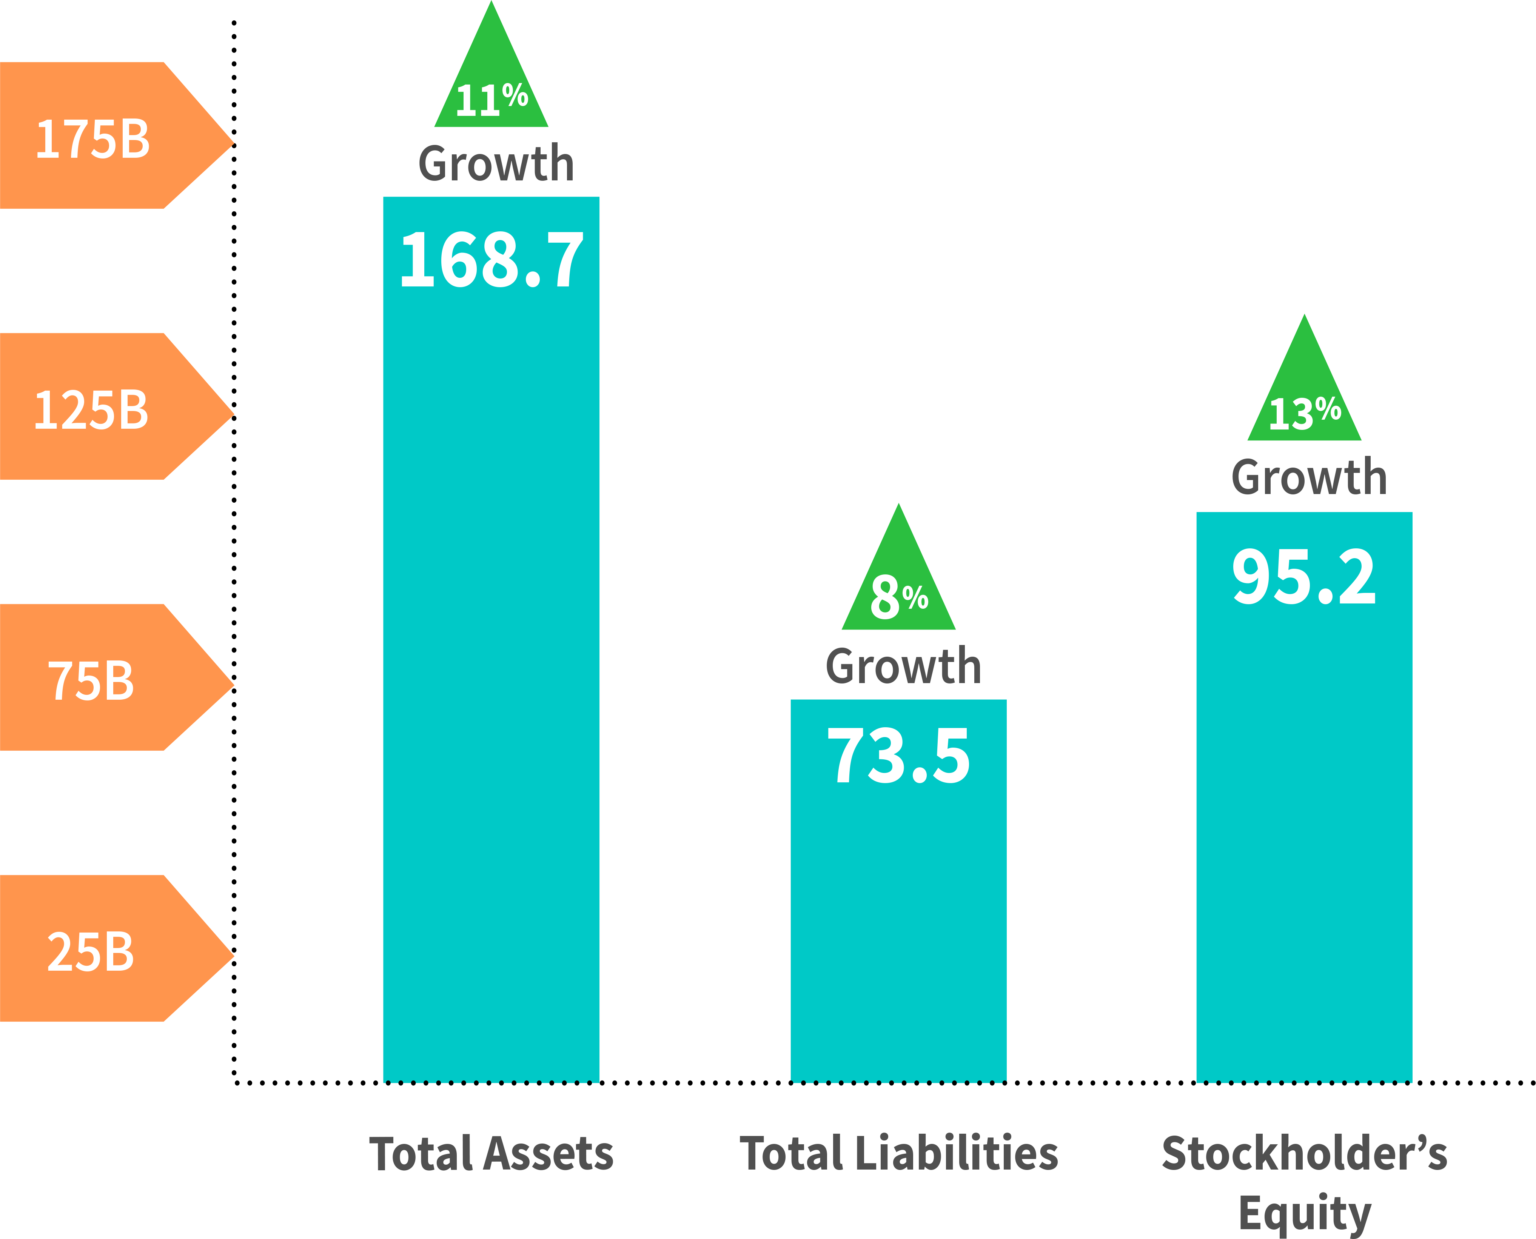 175B
125B
75B
25B
11%
Growth
168.7
8%
Growth
73.5
13%
Growth
95.2
Total Assets
Total Liabilities
Stockholder’s
Equity